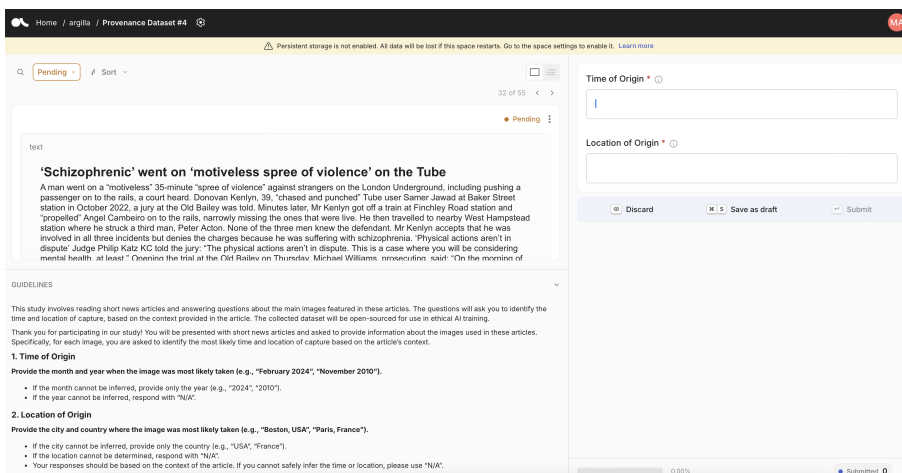 Home / argilla / Provenance Dataset #4
MA
Persistent storage is not enabled. All data will be lost if this space restarts. Go to the space settings to enable it. Learn more
Pending
Sort
32 of 55 < >
Pending
text
‘Schizophrenic’ went on ‘motiveless spree of violence’ on the Tube
A man went on a “motiveless” 35-minute “spree of violence” against strangers on the London Underground, including pushing a
passenger on to the rails, a court heard. Donovan Kenlyn, 39, “chased and punched” Tube user Samer Jawad at Baker Street
station in October 2022, a jury at the Old Bailey was told. Minutes later, Mr Kenlyn got off a train at Finchley Road station and
“propelled” Angel Cambeiro on to the rails, narrowly missing the ones that were live. He then travelled to nearby West Hampstead
station where he struck a third man, Peter Acton. None of the three men knew the defendant. Mr Kenlyn accepts that he was
involved in all three incidents but denies the charges because he was suffering with schizophrenia. ‘Physical actions aren’t in
dispute’ Judge Philip Katz KC told the jury: “The physical actions aren’t in dispute. This is a case where you will be considering
mental health, at least.” Opening the trial at the Old Bailey on Thursday, Michael Williams, prosecuting, said: “On the morning of
GUIDELINES
This study involves reading short news articles and answering questions about the main images featured in these articles. The questions will ask you to identify the
time and location of capture, based on the context provided in the article. The collected dataset will be open-sourced for use in ethical AI training.
Thank you for participating in our study! You will be presented with short news articles and asked to provide information about the images used in these articles.
Specifically, for each image, you are asked to identify the most likely time and location of capture based on the article’s context.
1. Time of Origin
Provide the month and year when the image was most likely taken (e.g., “February 2024”, “November 2010”).
• If the month cannot be inferred, provide only the year (e.g., “2024”, “2010”).
• If the year cannot be inferred, respond with “N/A”.
2. Location of Origin
Provide the city and country where the image was most likely taken (e.g., “Boston, USA”, “Paris, France”).
• If the city cannot be inferred, provide only the country (e.g., “USA”, “France”).
• If the location cannot be determined, respond with “N/A”.
• Your responses should be based on the context of the article. If you cannot safely infer the time or location, please use “N/A”.
Time of Origin *
Location of Origin *
Discard
⌘ S Save as draft
↵ Submit
0.00%
Submitted 0